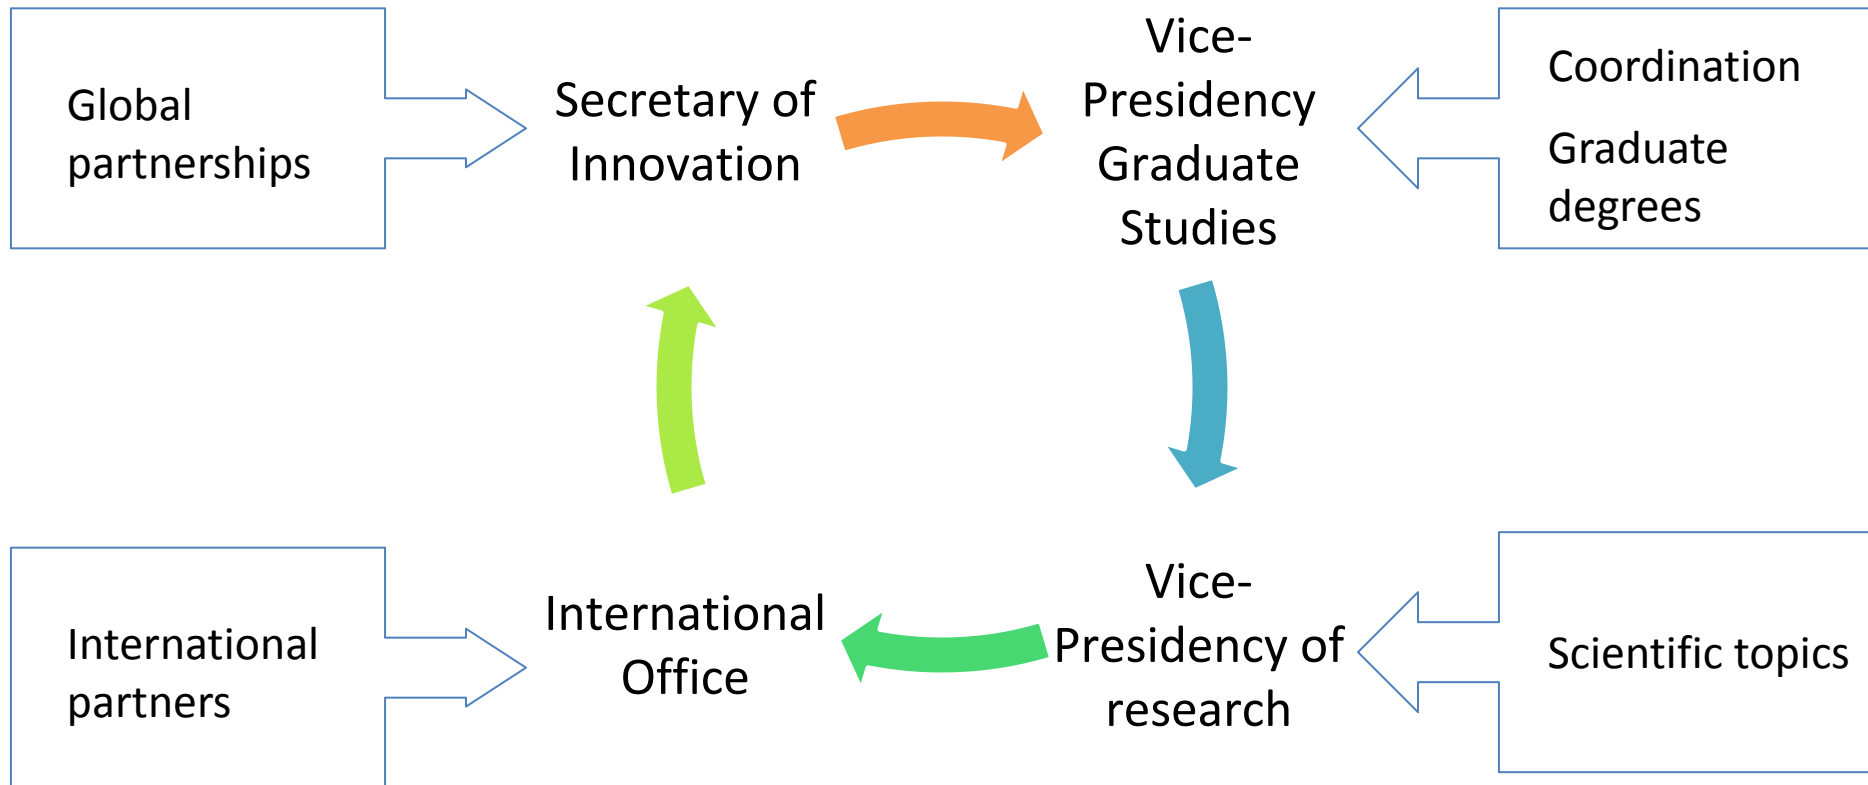 Global
partnerships
Secretary of
Innovation
Vice-
Presidency
Graduate
Studies
Coordination
Graduate
degrees
International
partners
International
Office
Vice-
Presidency of
research
Scientific topics